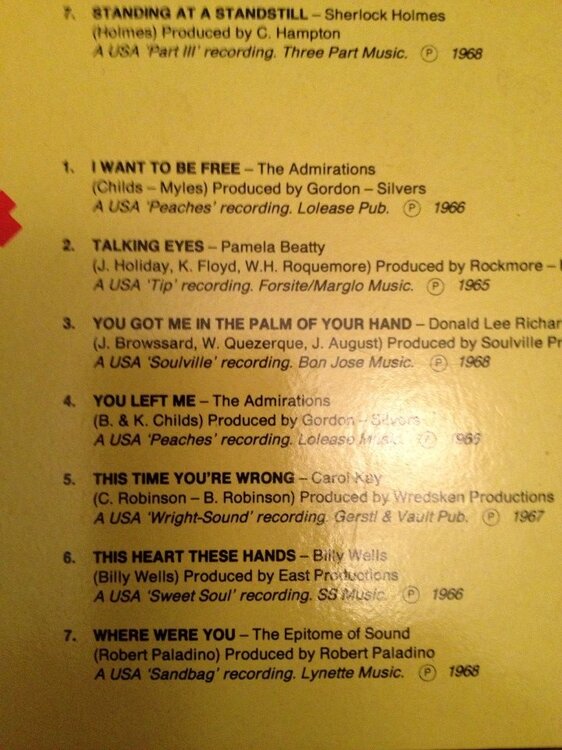 7. STANDING AT A STANDSTILL – Sherlock Holmes
(Holmes) Produced by C. Hampton
A USA 'Part III' recording. Three Part Music. Ⓟ 1968
1. I WANT TO BE FREE – The Admirations
(Childs – Myles) Produced by Gordon – Silvers
A USA 'Peaches' recording. Lolease Pub. Ⓟ 1966
2. TALKING EYES – Pamela Beatty
(J. Holiday, K. Floyd, W.H. Roquemore) Produced by Rockmore –
A USA 'Tip' recording. Forsite/Marglo Music. Ⓟ 1965
3. YOU GOT ME IN THE PALM OF YOUR HAND – Donald Lee Richar
(J. Browssard, W. Quezerque, J. August) Produced by Soulville Pr
A USA 'Soulville' recording. Bon Jose Music. Ⓟ 1968
4. YOU LEFT ME – The Admirations
(B. & K. Childs) Produced by Gordon – Silvers
A USA 'Peaches' recording. Lolease Music. Ⓟ 1966
5. THIS TIME YOU'RE WRONG – Carol Kay
(C. Robinson – B. Robinson) Produced by Wredsken Productions
A USA 'Wright-Sound' recording. Gerstl & Vault Pub. Ⓟ 1967
6. THIS HEART THESE HANDS – Billy Wells
(Billy Wells) Produced by East Productions
A USA 'Sweet Soul' recording. SS Music. Ⓟ 1966
7. WHERE WERE YOU – The Epitome of Sound
(Robert Paladino) Produced by Robert Paladino
A USA 'Sandbag' recording. Lynette Music. Ⓟ 1968